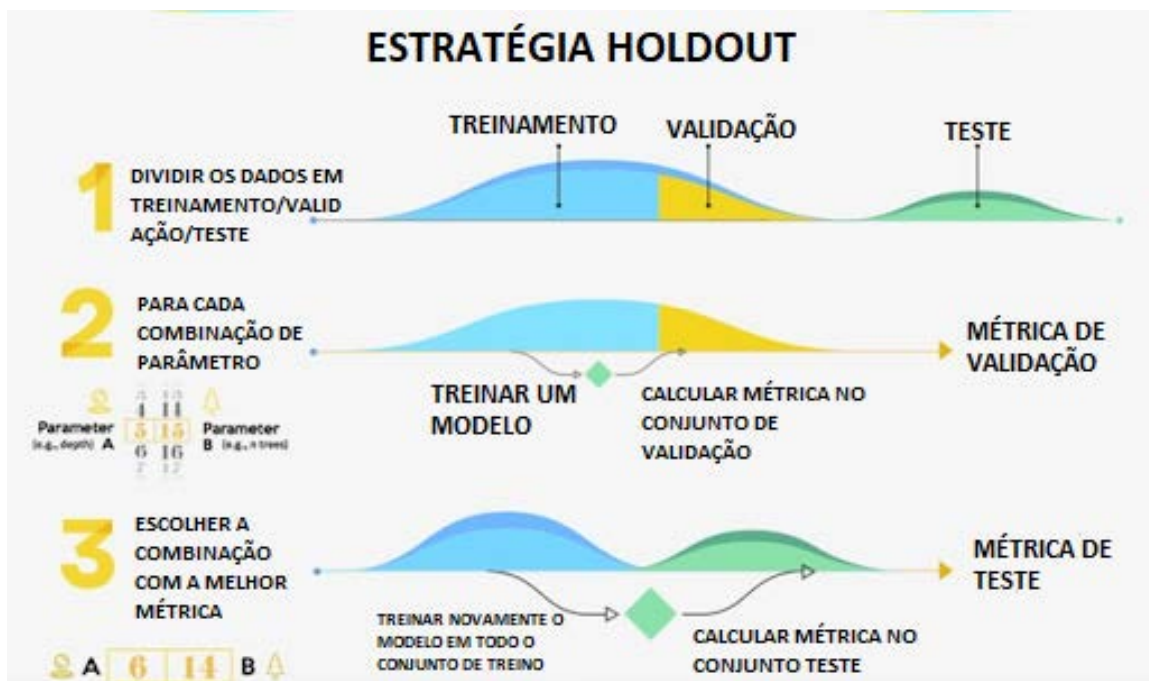 ESTRATÉGIA HOLDOUT
TREINAMENTO
VALIDAÇÃO
TESTE
1
DIVIDIR OS DADOS EM
TREINAMENTO/VALID
AÇÃO/TESTE
2
PARA CADA
COMBINAÇÃO DE
PARÂMETRO
TREINAR UM
MODELO
CALCULAR MÉTRICA NO
CONJUNTO DE
VALIDAÇÃO
MÉTRICA DE
VALIDAÇÃO
4 14
Parameter
(e.g., depth) A
5 15
Parameter
B (e.g., n trees)
6 16
3
ESCOLHER A
COMBINAÇÃO
COM A MELHOR
MÉTRICA
TREINAR NOVAMENTE O
MODELO EM TODO O
CONJUNTO DE TREINO
CALCULAR MÉTRICA NO
CONJUNTO TESTE
MÉTRICA DE
TESTE
A 6 14 B